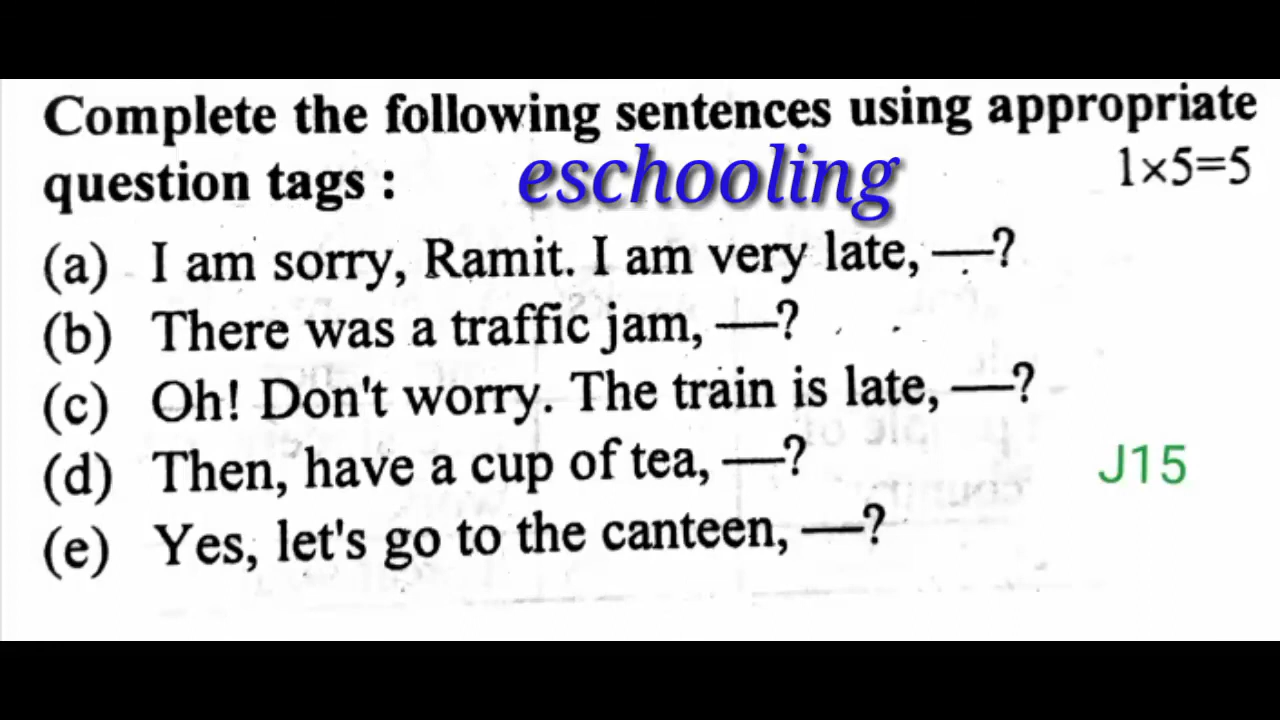 Complete the following sentences using appropriate
question tags : eschooling 1×5=5
(a) I am sorry, Ramit. I am very late, —?
(b) There was a traffic jam, —?
(c) Oh! Don't worry. The train is late, —?
(d) Then, have a cup of tea, —? J15
(e) Yes, let's go to the canteen, —?